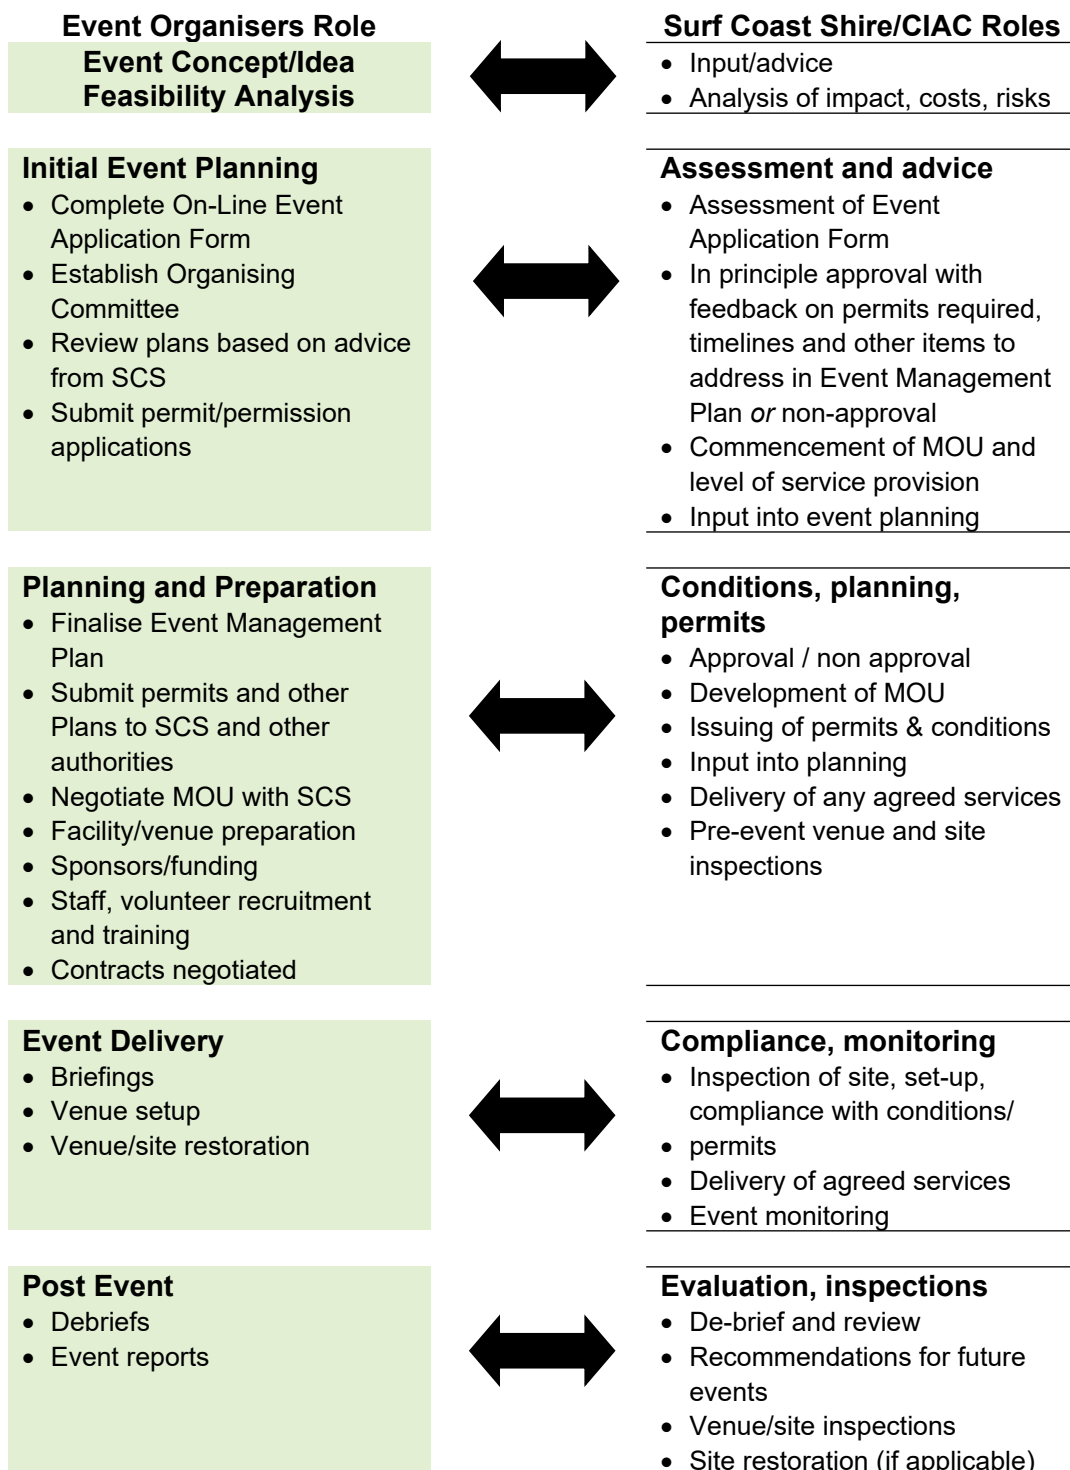 Event Organisers Role
Surf Coast Shire/CIAC Roles
Event Concept/Idea
Feasibility Analysis
• Input/advice
• Analysis of impact, costs, risks
Initial Event Planning
• Complete On-Line Event
Application Form
• Establish Organising
Committee
• Review plans based on advice
from SCS
• Submit permit/permission
applications
Assessment and advice
• Assessment of Event
Application Form
• In principle approval with
feedback on permits required,
timelines and other items to
address in Event Management
Plan or non-approval
• Commencement of MOU and
level of service provision
• Input into event planning
Planning and Preparation
• Finalise Event Management
Plan
• Submit permits and other
Plans to SCS and other
authorities
• Negotiate MOU with SCS
• Facility/venue preparation
• Sponsors/funding
• Staff, volunteer recruitment
and training
• Contracts negotiated
Conditions, planning,
permits
• Approval / non approval
• Development of MOU
• Issuing of permits & conditions
• Input into planning
• Delivery of any agreed services
• Pre-event venue and site
inspections
Event Delivery
• Briefings
• Venue setup
• Venue/site restoration
Compliance, monitoring
• Inspection of site, set-up,
compliance with conditions/
• permits
• Delivery of agreed services
• Event monitoring
Post Event
• Debriefs
• Event reports
Evaluation, inspections
• De-brief and review
• Recommendations for future
events
• Venue/site inspections
• Site restoration (if applicable)